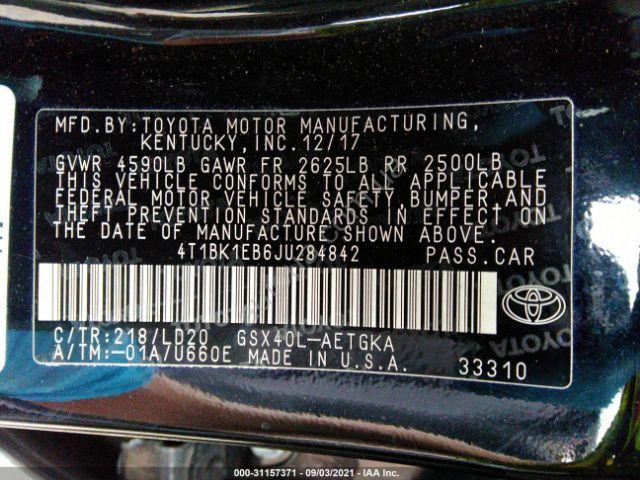 MFD.BY:TOYOTA MOTOR MANUFACTURING,
KENTUCKY,INC.12/17
GVWR 4590LB GAWR FR 2625LB RR 2500LB
THIS VEHICLE CONFORMS TO ALL APPLICABLE
FEDERAL MOTOR VEHICLE SAFETY,BUMPER,AND
THEFT PREVENTION STANDARDS IN EFFECT ON
THE DATE OF MANUFACTURE SHOWN ABOVE.
4T1BK1EB6JU284842 PASS.CAR
C/TR:218/LD20 GSX40L-AETGKA
A/TM:-01A/U660E MADE IN U.S.A. 33310
TOYOTA
000-31157371 - 09/03/2021 - IAA Inc.